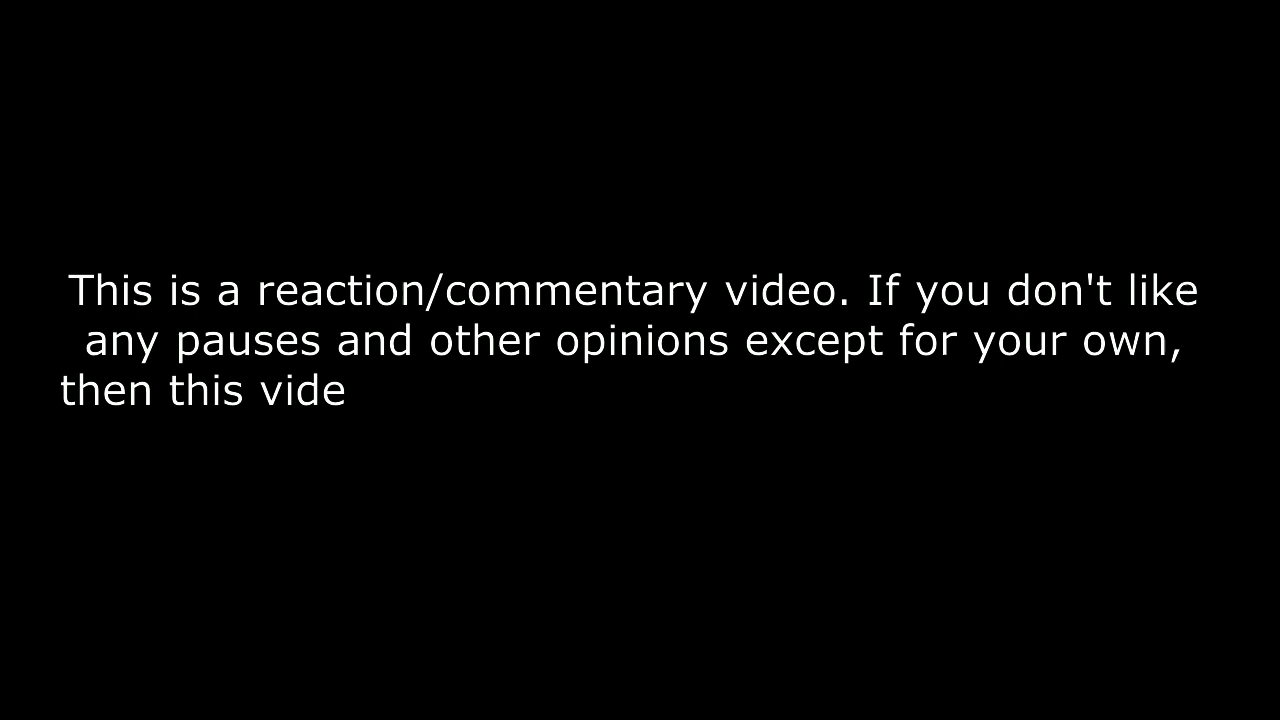 This is a reaction/commentary video. If you don't like
any pauses and other opinions except for your own,
then this vide